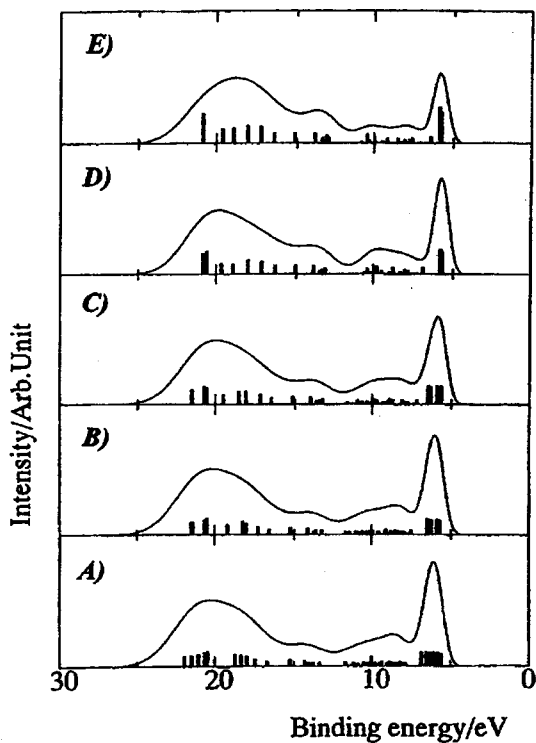 E)
D)
C)
B)
A)
Intensity/Arb.Unit
30
20
10
0
Binding energy/eV